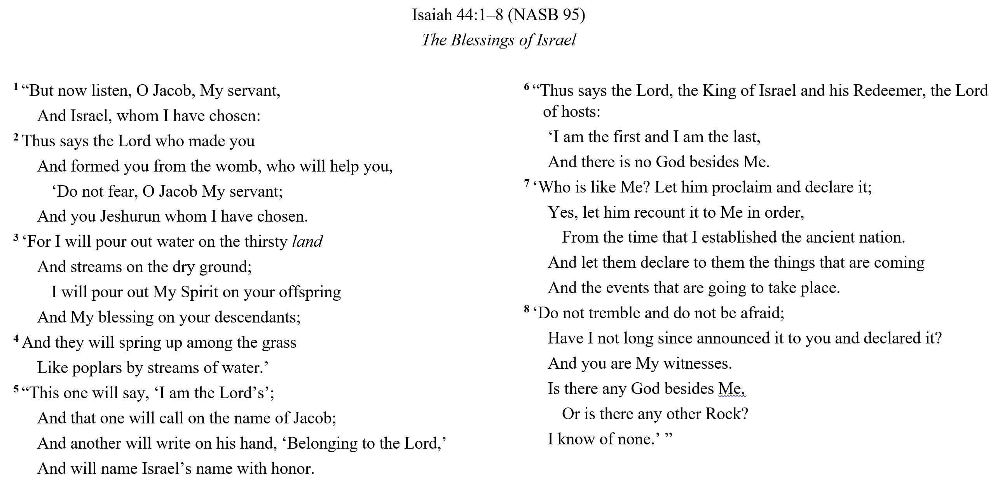 Isaiah 44:1–8 (NASB 95)
The Blessings of Israel
1 “But now listen, O Jacob, My servant,
And Israel, whom I have chosen:
2 Thus says the Lord who made you
And formed you from the womb, who will help you,
‘Do not fear, O Jacob My servant;
And you Jeshurun whom I have chosen.
3 ‘For I will pour out water on the thirsty land
And streams on the dry ground;
I will pour out My Spirit on your offspring
And My blessing on your descendants;
4 And they will spring up among the grass
Like poplars by streams of water.’
5 “This one will say, ‘I am the Lord’s’;
And that one will call on the name of Jacob;
And another will write on his hand, ‘Belonging to the Lord,’
And will name Israel’s name with honor.
6 “Thus says the Lord, the King of Israel and his Redeemer, the Lord
of hosts:
‘I am the first and I am the last,
And there is no God besides Me.
7 ‘Who is like Me? Let him proclaim and declare it;
Yes, let him recount it to Me in order,
From the time that I established the ancient nation.
And let them declare to them the things that are coming
And the events that are going to take place.
8 ‘Do not tremble and do not be afraid;
Have I not long since announced it to you and declared it?
And you are My witnesses.
Is there any God besides Me,
Or is there any other Rock?
I know of none.’ ”